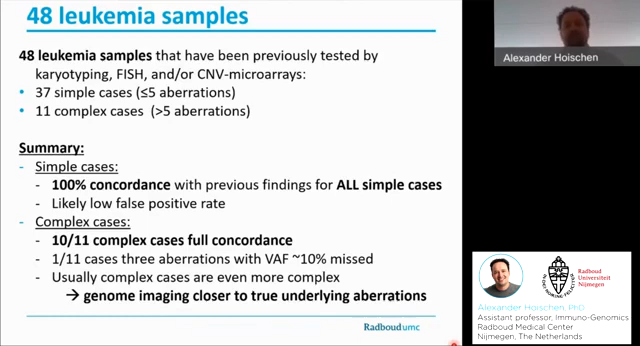 48 leukemia samples
48 leukemia samples that have been previously tested by
karyotyping, FISH, and/or CNV-microarrays:
• 37 simple cases (≤5 aberrations)
• 11 complex cases (>5 aberrations)
Summary:
- Simple cases:
- 100% concordance with previous findings for ALL simple cases
- Likely low false positive rate
- Complex cases:
- 10/11 complex cases full concordance
- 1/11 cases three aberrations with VAF ~10% missed
- Usually complex cases are even more complex
→ genome imaging closer to true underlying aberrations
Radboudumc
Alexander Hoischen
Radboud
Universiteit
Nijmegen
Alexander Hoischen, PhD
Assistant professor, Immuno-Genomics
Radboud Medical Center
Nijmegen, The Netherlands